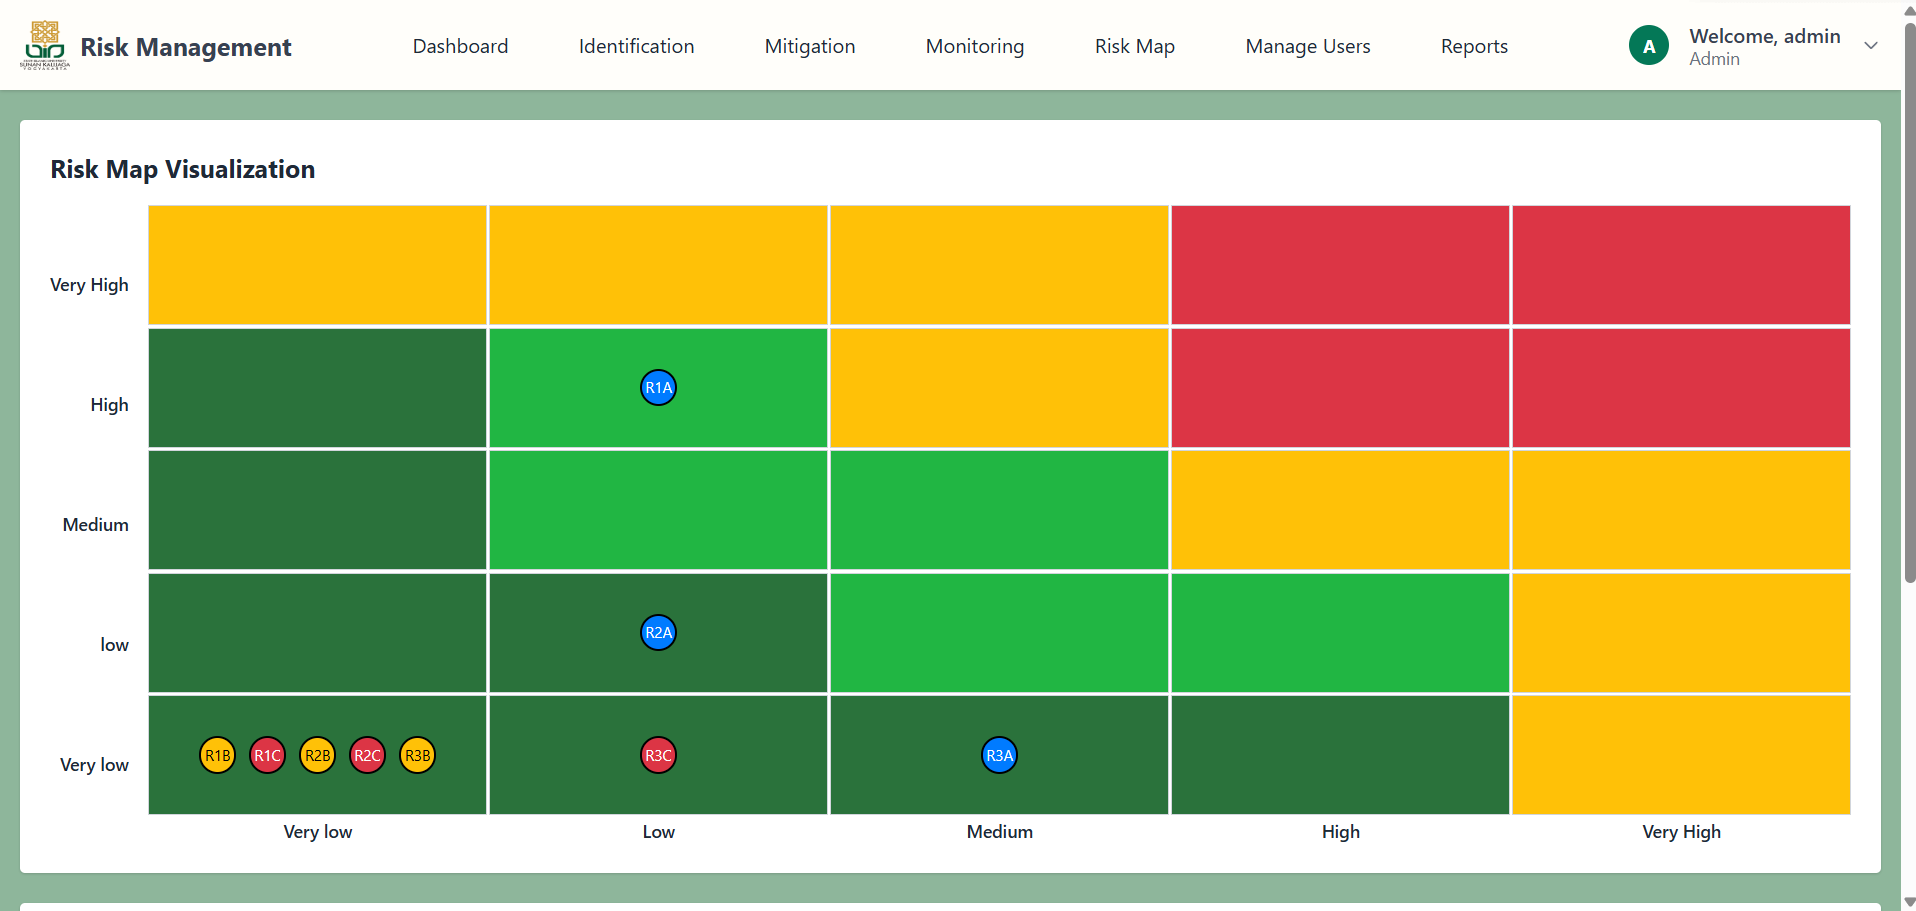 Risk Management
SUNAN KALIJAGA
YOGYAKARTA
Dashboard
Identification
Mitigation
Monitoring
Risk Map
Manage Users
Reports
A
Welcome, admin
Admin
Risk Map Visualization
Very High
High
R1A
Medium
low
R2A
Very low
R1B R1C R2B R2C R3B
R3C
R3A
Very low
Low
Medium
High
Very High